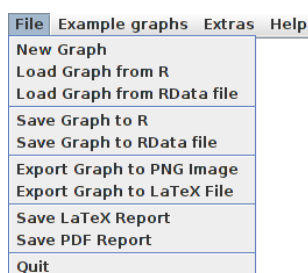 File Example graphs Extras Help
New Graph
Load Graph from R
Load Graph from RData file
Save Graph to R
Save Graph to RData file
Export Graph to PNG Image
Export Graph to LaTeX File
Save LaTeX Report
Save PDF Report
Quit